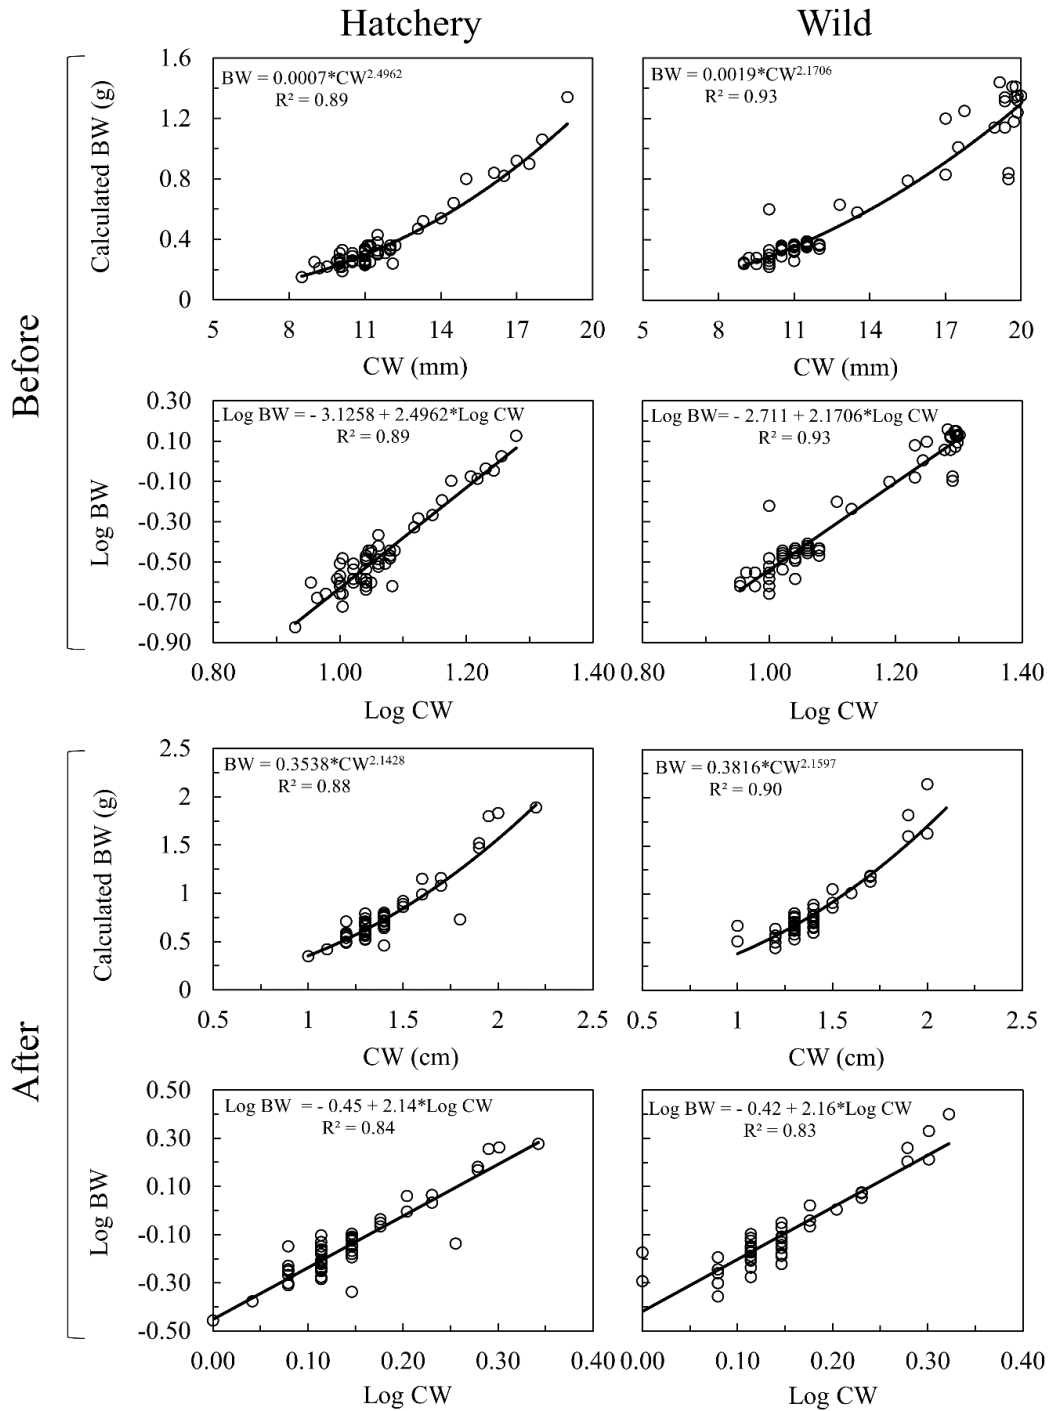 Hatchery
Wild
Before
Calculated BW (g)
1.6
1.2
0.8
0.4
0
BW = 0.0007*CW^2.4962
R² = 0.89
5 8 11 14 17 20
CW (mm)
BW = 0.0019*CW^2.1706
R² = 0.93
5 8 11 14 17 20
CW (mm)
Log BW
0.30
0.10
-0.10
-0.30
-0.50
-0.70
-0.90
Log BW = - 3.1258 + 2.4962*Log CW
R² = 0.89
0.80 1.00 1.20 1.40
Log CW
Log BW= - 2.711 + 2.1706*Log CW
R² = 0.93
0.80 1.00 1.20 1.40
Log CW
After
Calculated BW (g)
2.5
2
1.5
1
0.5
0
BW = 0.3538*CW^2.1428
R² = 0.88
0.5 1 1.5 2 2.5
CW (cm)
BW = 0.3816*CW^2.1597
R² = 0.90
0.5 1 1.5 2 2.5
CW (cm)
Log BW
0.50
0.30
0.10
-0.10
-0.30
-0.50
Log BW = - 0.45 + 2.14*Log CW
R² = 0.84
0.00 0.10 0.20 0.30 0.40
Log CW
Log BW = - 0.42 + 2.16*Log CW
R² = 0.83
0.00 0.10 0.20 0.30 0.40
Log CW